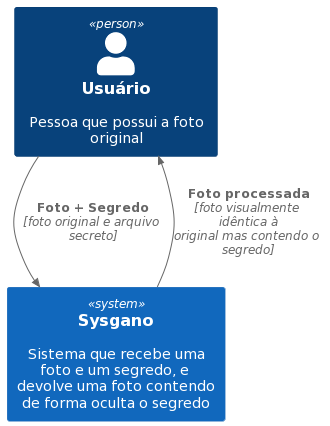 «person»
Usuário
Pessoa que possui a foto
original
Foto + Segredo
[foto original e arquivo
secreto]
Foto processada
[foto visualmente
idêntica à
original mas contendo o
segredo]
«system»
Sysgano
Sistema que recebe uma
foto e um segredo, e
devolve uma foto contendo
de forma oculta o segredo